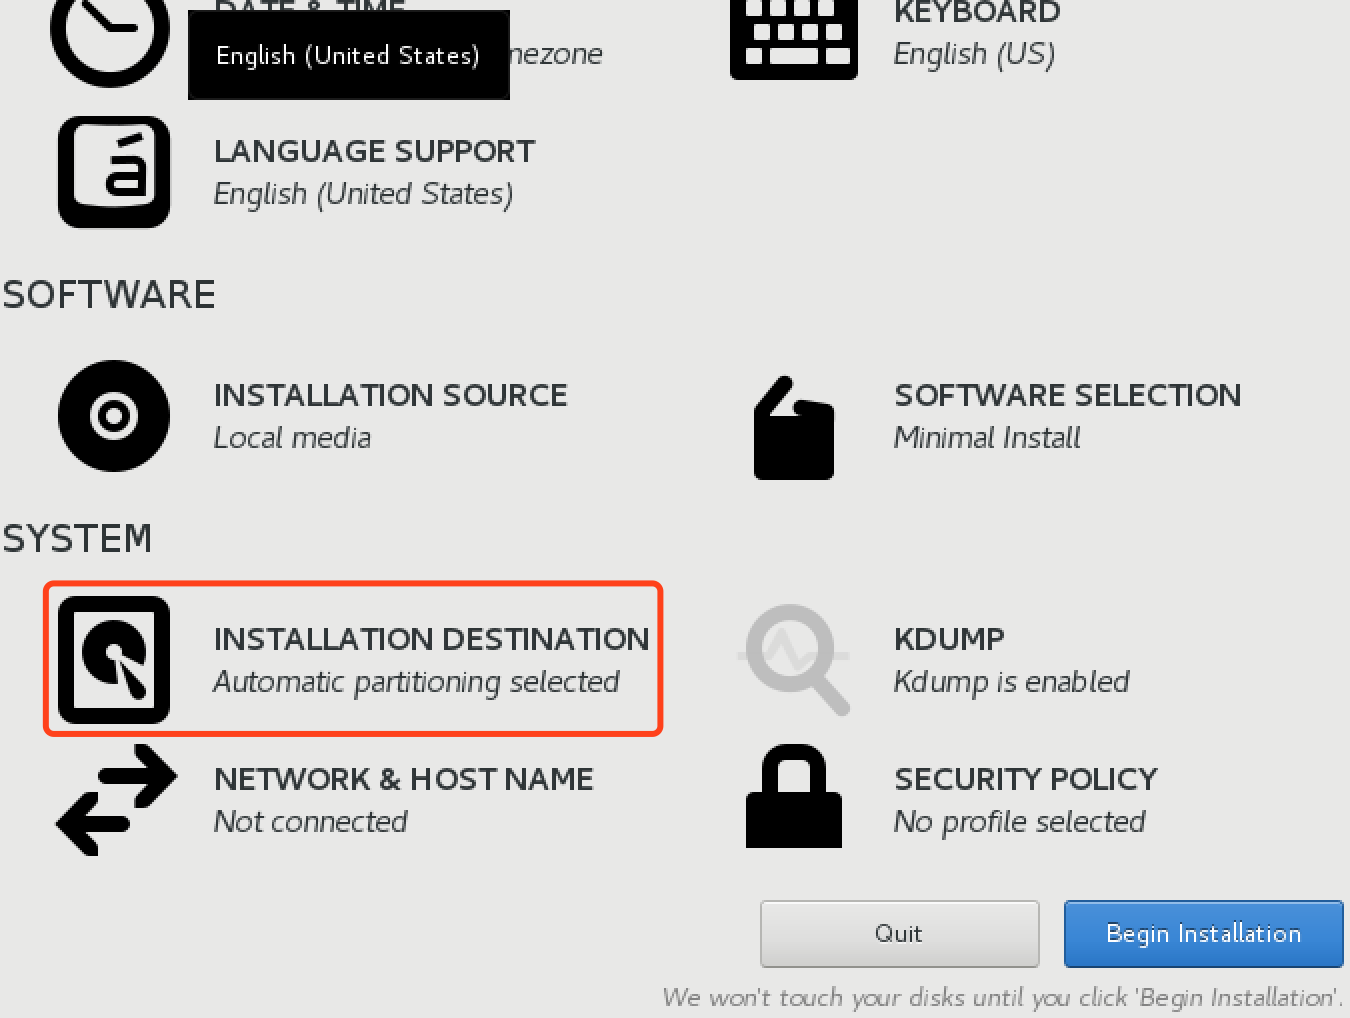 DATE & TIME
English (United States)
mezone
KEYBOARD
English (US)
á
LANGUAGE SUPPORT
English (United States)
SOFTWARE
INSTALLATION SOURCE
Local media
SOFTWARE SELECTION
Minimal Install
SYSTEM
INSTALLATION DESTINATION
Automatic partitioning selected
KDUMP
Kdump is enabled
NETWORK & HOST NAME
Not connected
SECURITY POLICY
No profile selected
Quit
Begin Installation
We won't touch your disks until you click 'Begin Installation'.